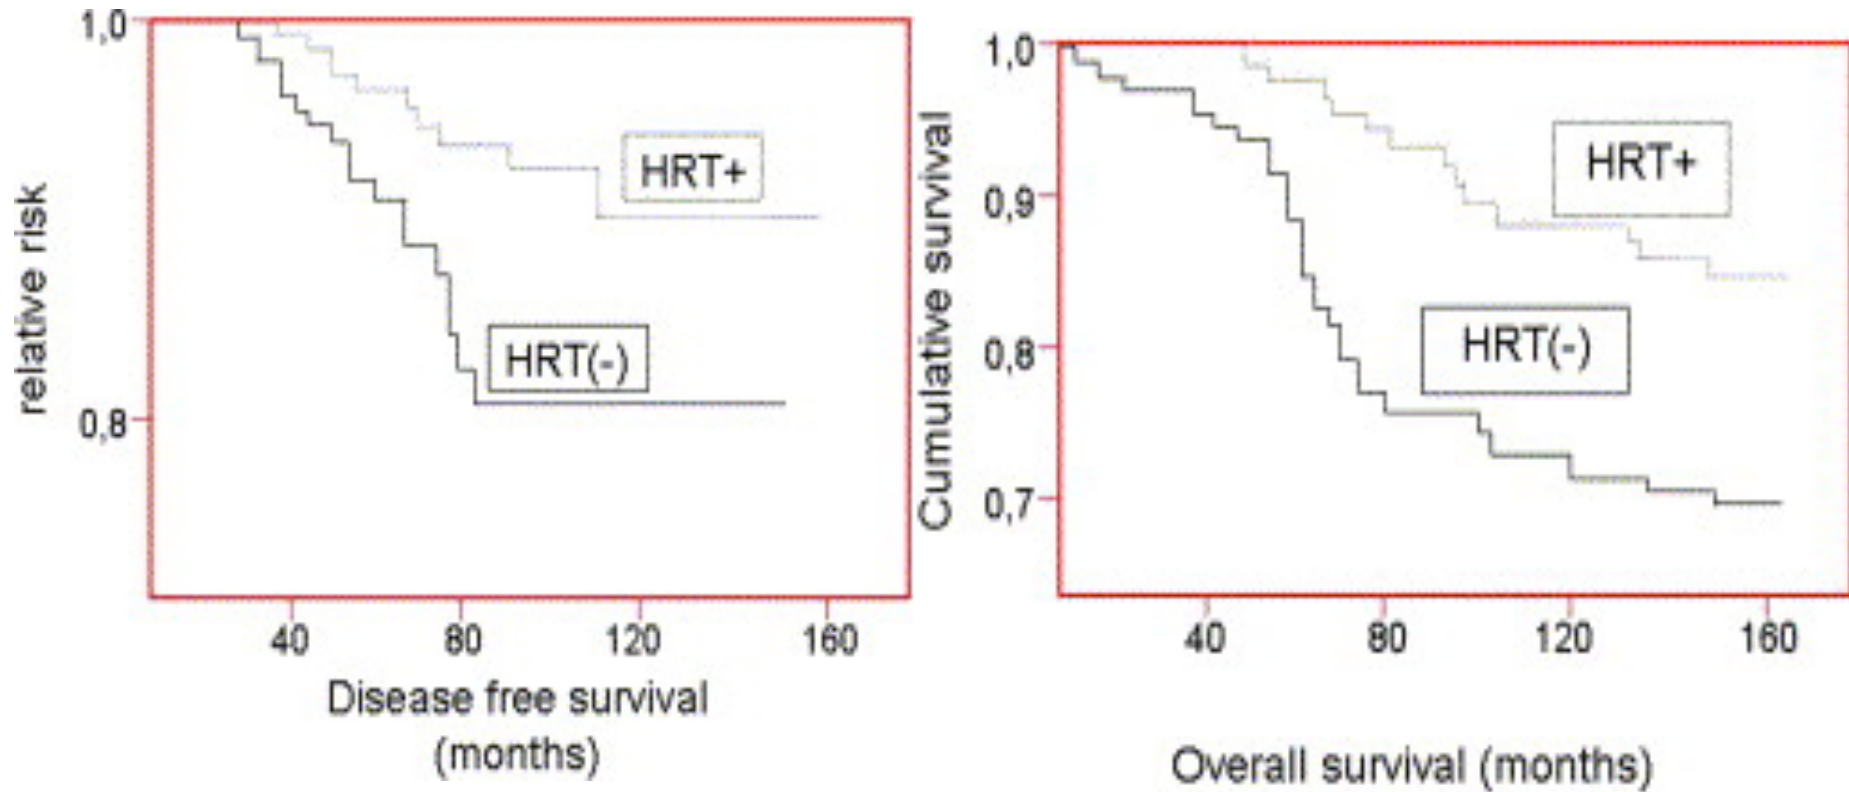 1,0
relative risk
0,8
HRT+
HRT(-)
40 80 120 160
Disease free survival
(months)
1,0
0,9
0,8
0,7
Cumulative survival
HRT+
HRT(-)
40 80 120 160
Overall survival (months)